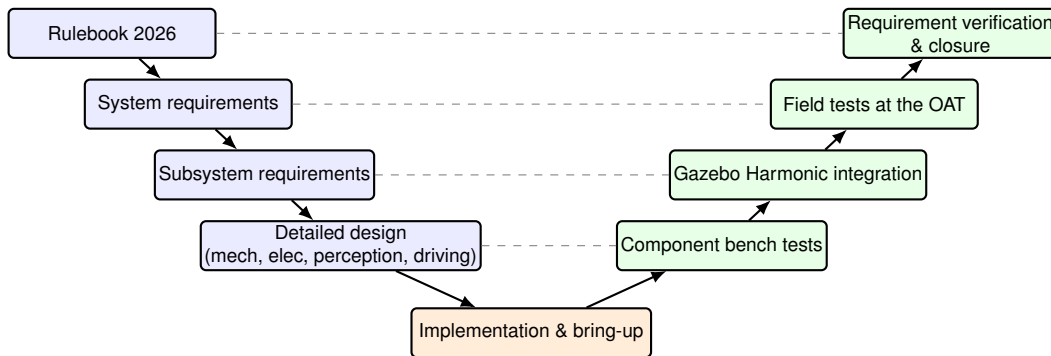 Rulebook 2026
Requirement verification
& closure
System requirements
Field tests at the OAT
Subsystem requirements
Gazebo Harmonic integration
Detailed design
(mech, elec, perception, driving)
Component bench tests
Implementation & bring-up